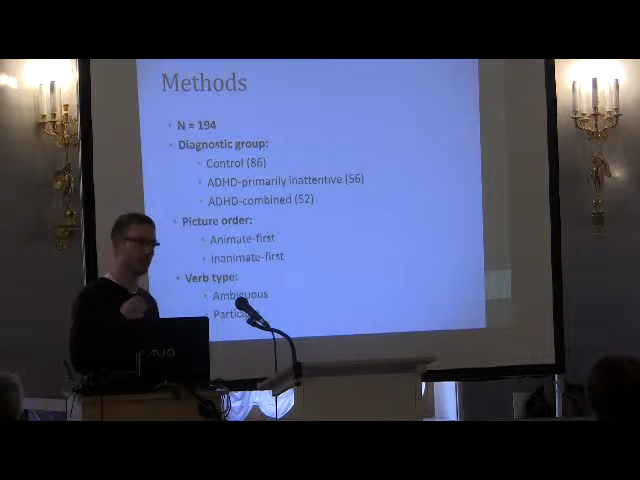 Methods
• N = 194
• Diagnostic group:
• Control (86)
• ADHD-primarily inattentive (56)
• ADHD-combined (52)
• Picture order:
• Animate-first
• Inanimate-first
• Verb type:
• Ambiguous
VAIO